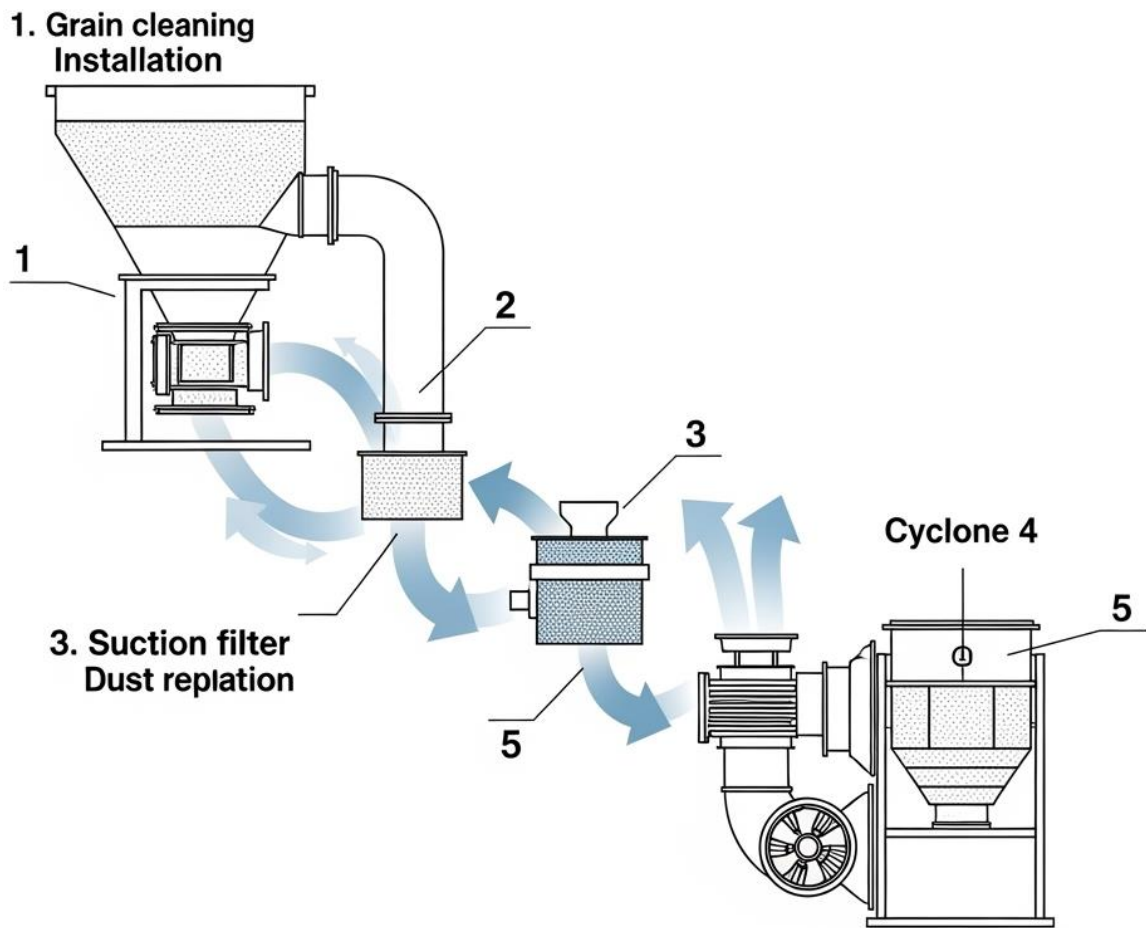 1. Grain cleaning
Installation
1
2
3
Cyclone 4
5
3. Suction filter
Dust replation
5